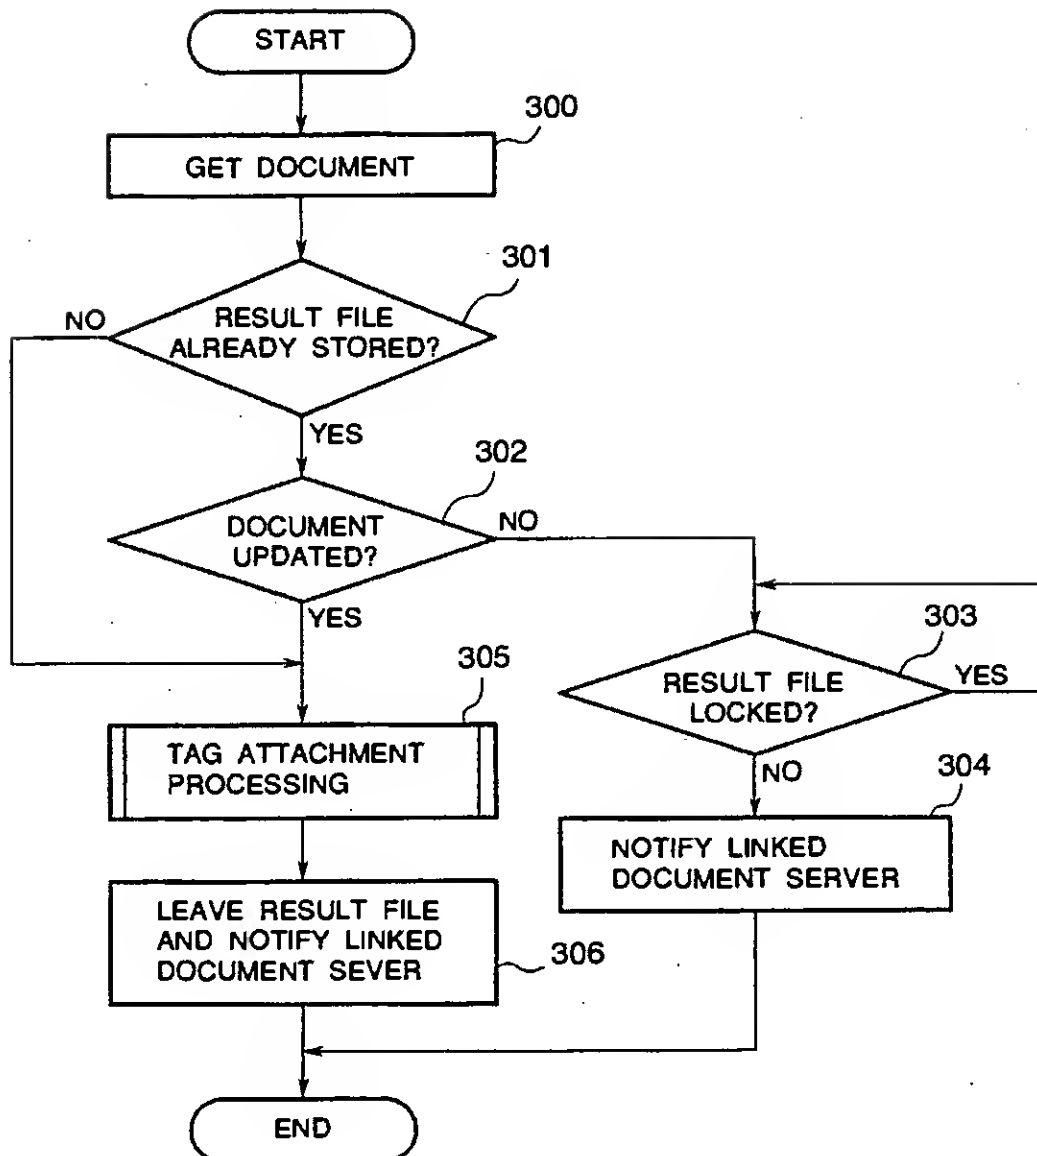 START
300
GET DOCUMENT
301
NO
RESULT FILE
ALREADY STORED?
YES
302
DOCUMENT
UPDATED?
NO
YES
303
RESULT FILE
LOCKED?
YES
NO
305
TAG ATTACHMENT
PROCESSING
304
NOTIFY LINKED
DOCUMENT SERVER
LEAVE RESULT FILE
AND NOTIFY LINKED
DOCUMENT SEVER
306
END